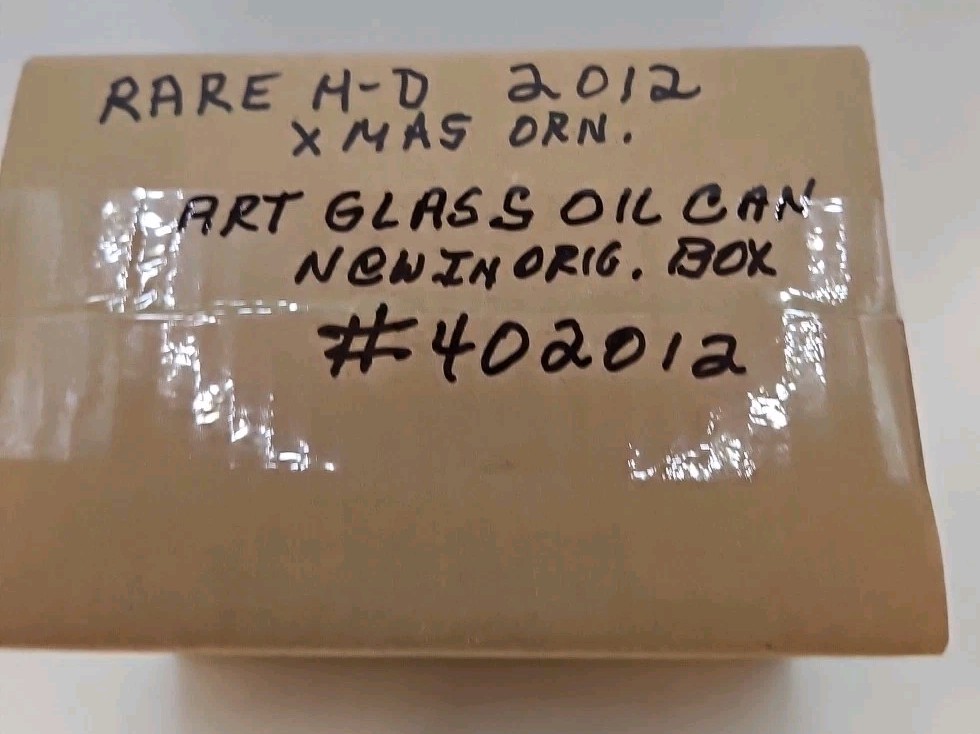 RARE H-D 2012
XMAS ORN.
ART GLASS OIL CAN
NEW IN ORIG. BOX
#402012